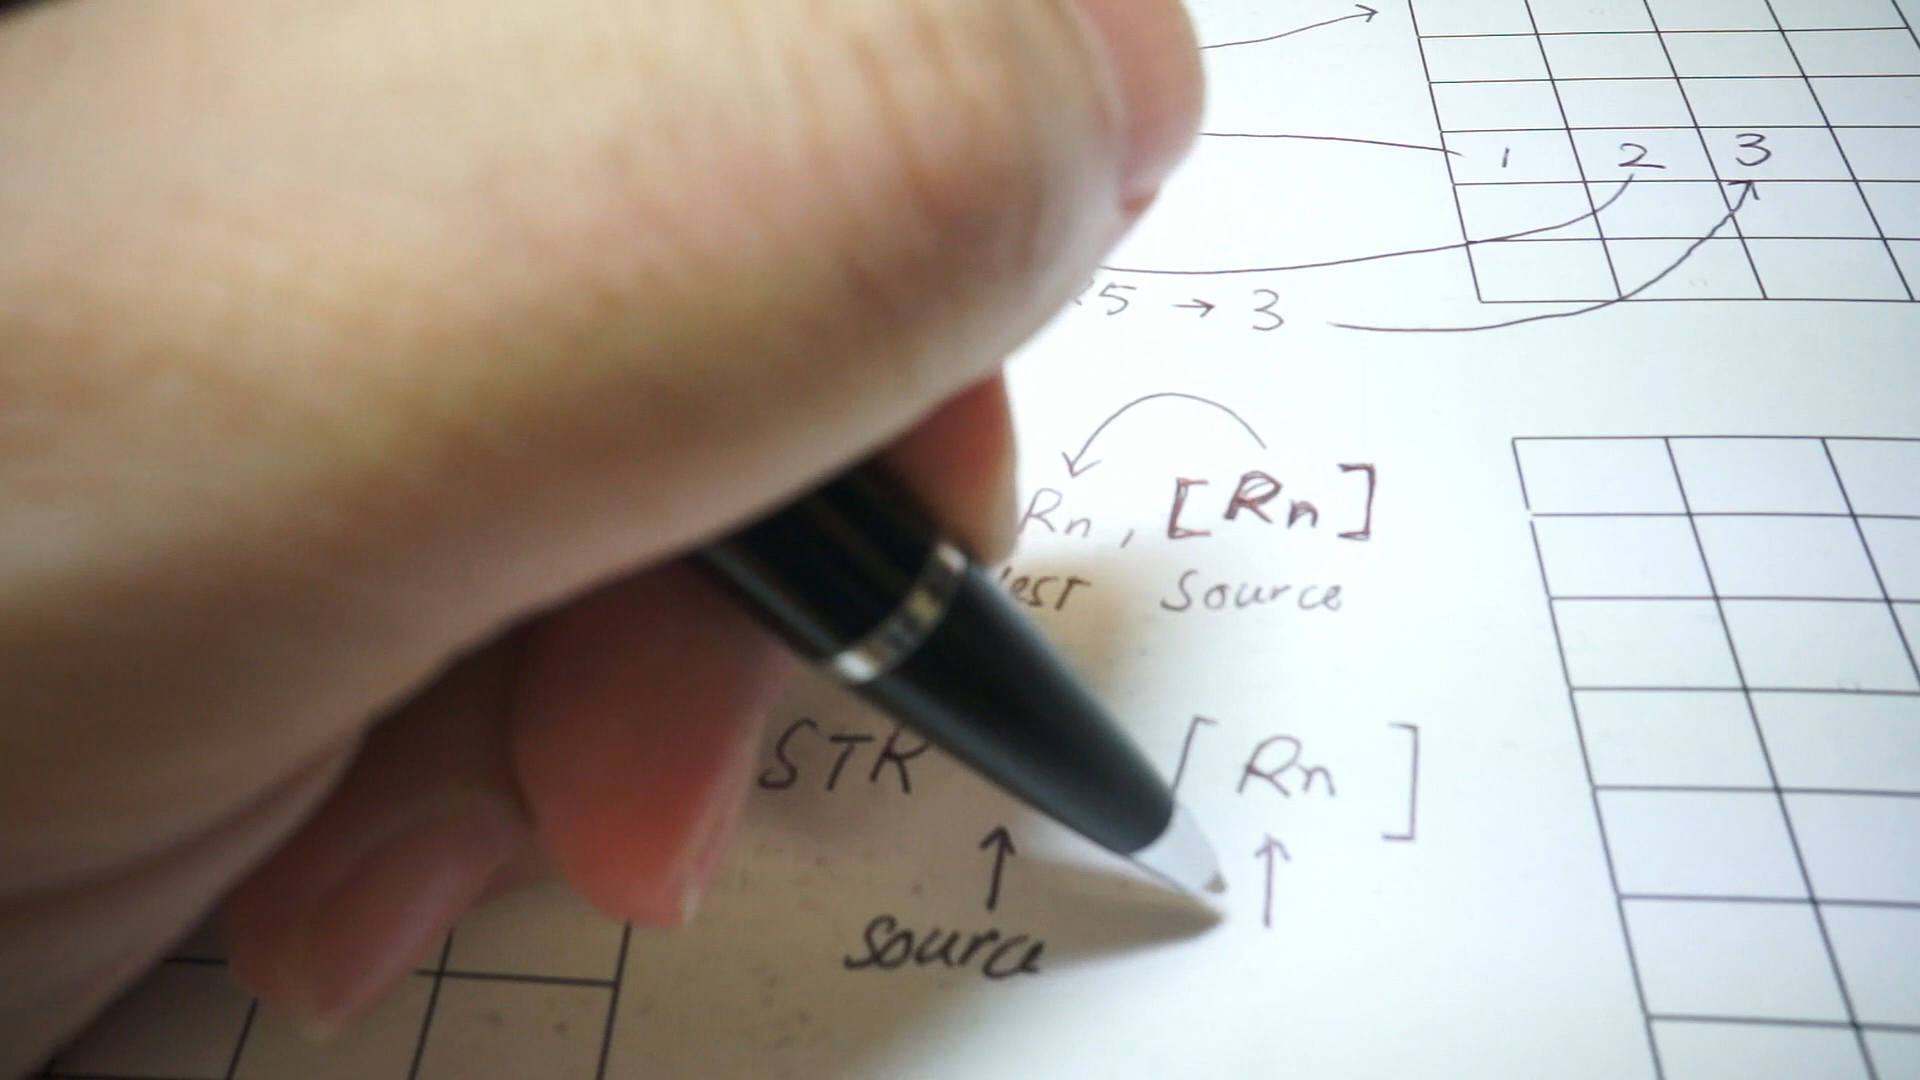 1 2 3
5 → 3
Rn, [Rn]
Source
STR [Rn]
↑ ↑
Source